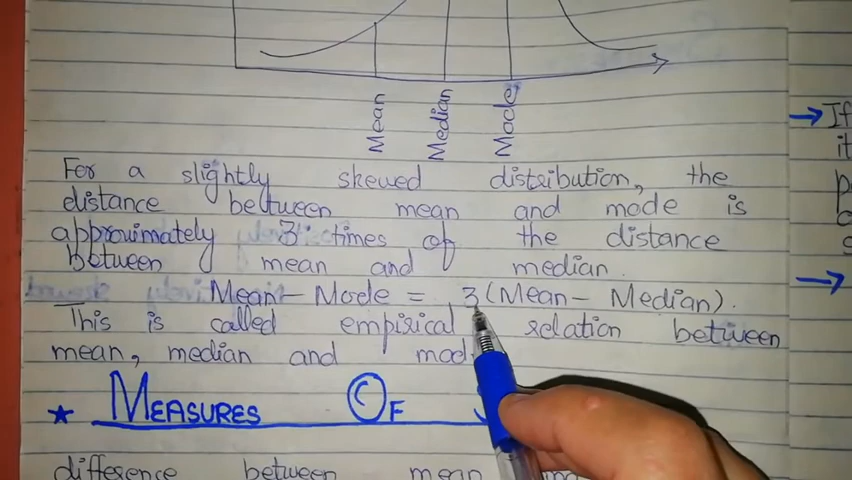 Mean
Median
Mode
For a slightly skewed distribution, the
distance between mean and mode is
approximately 3 times of the distance
between mean and median.
Mean - Mode = 3 (Mean - Median).
This is called empirical relation between
mean, median and
* MEASURES OF
difference between mean
→ If
it
→